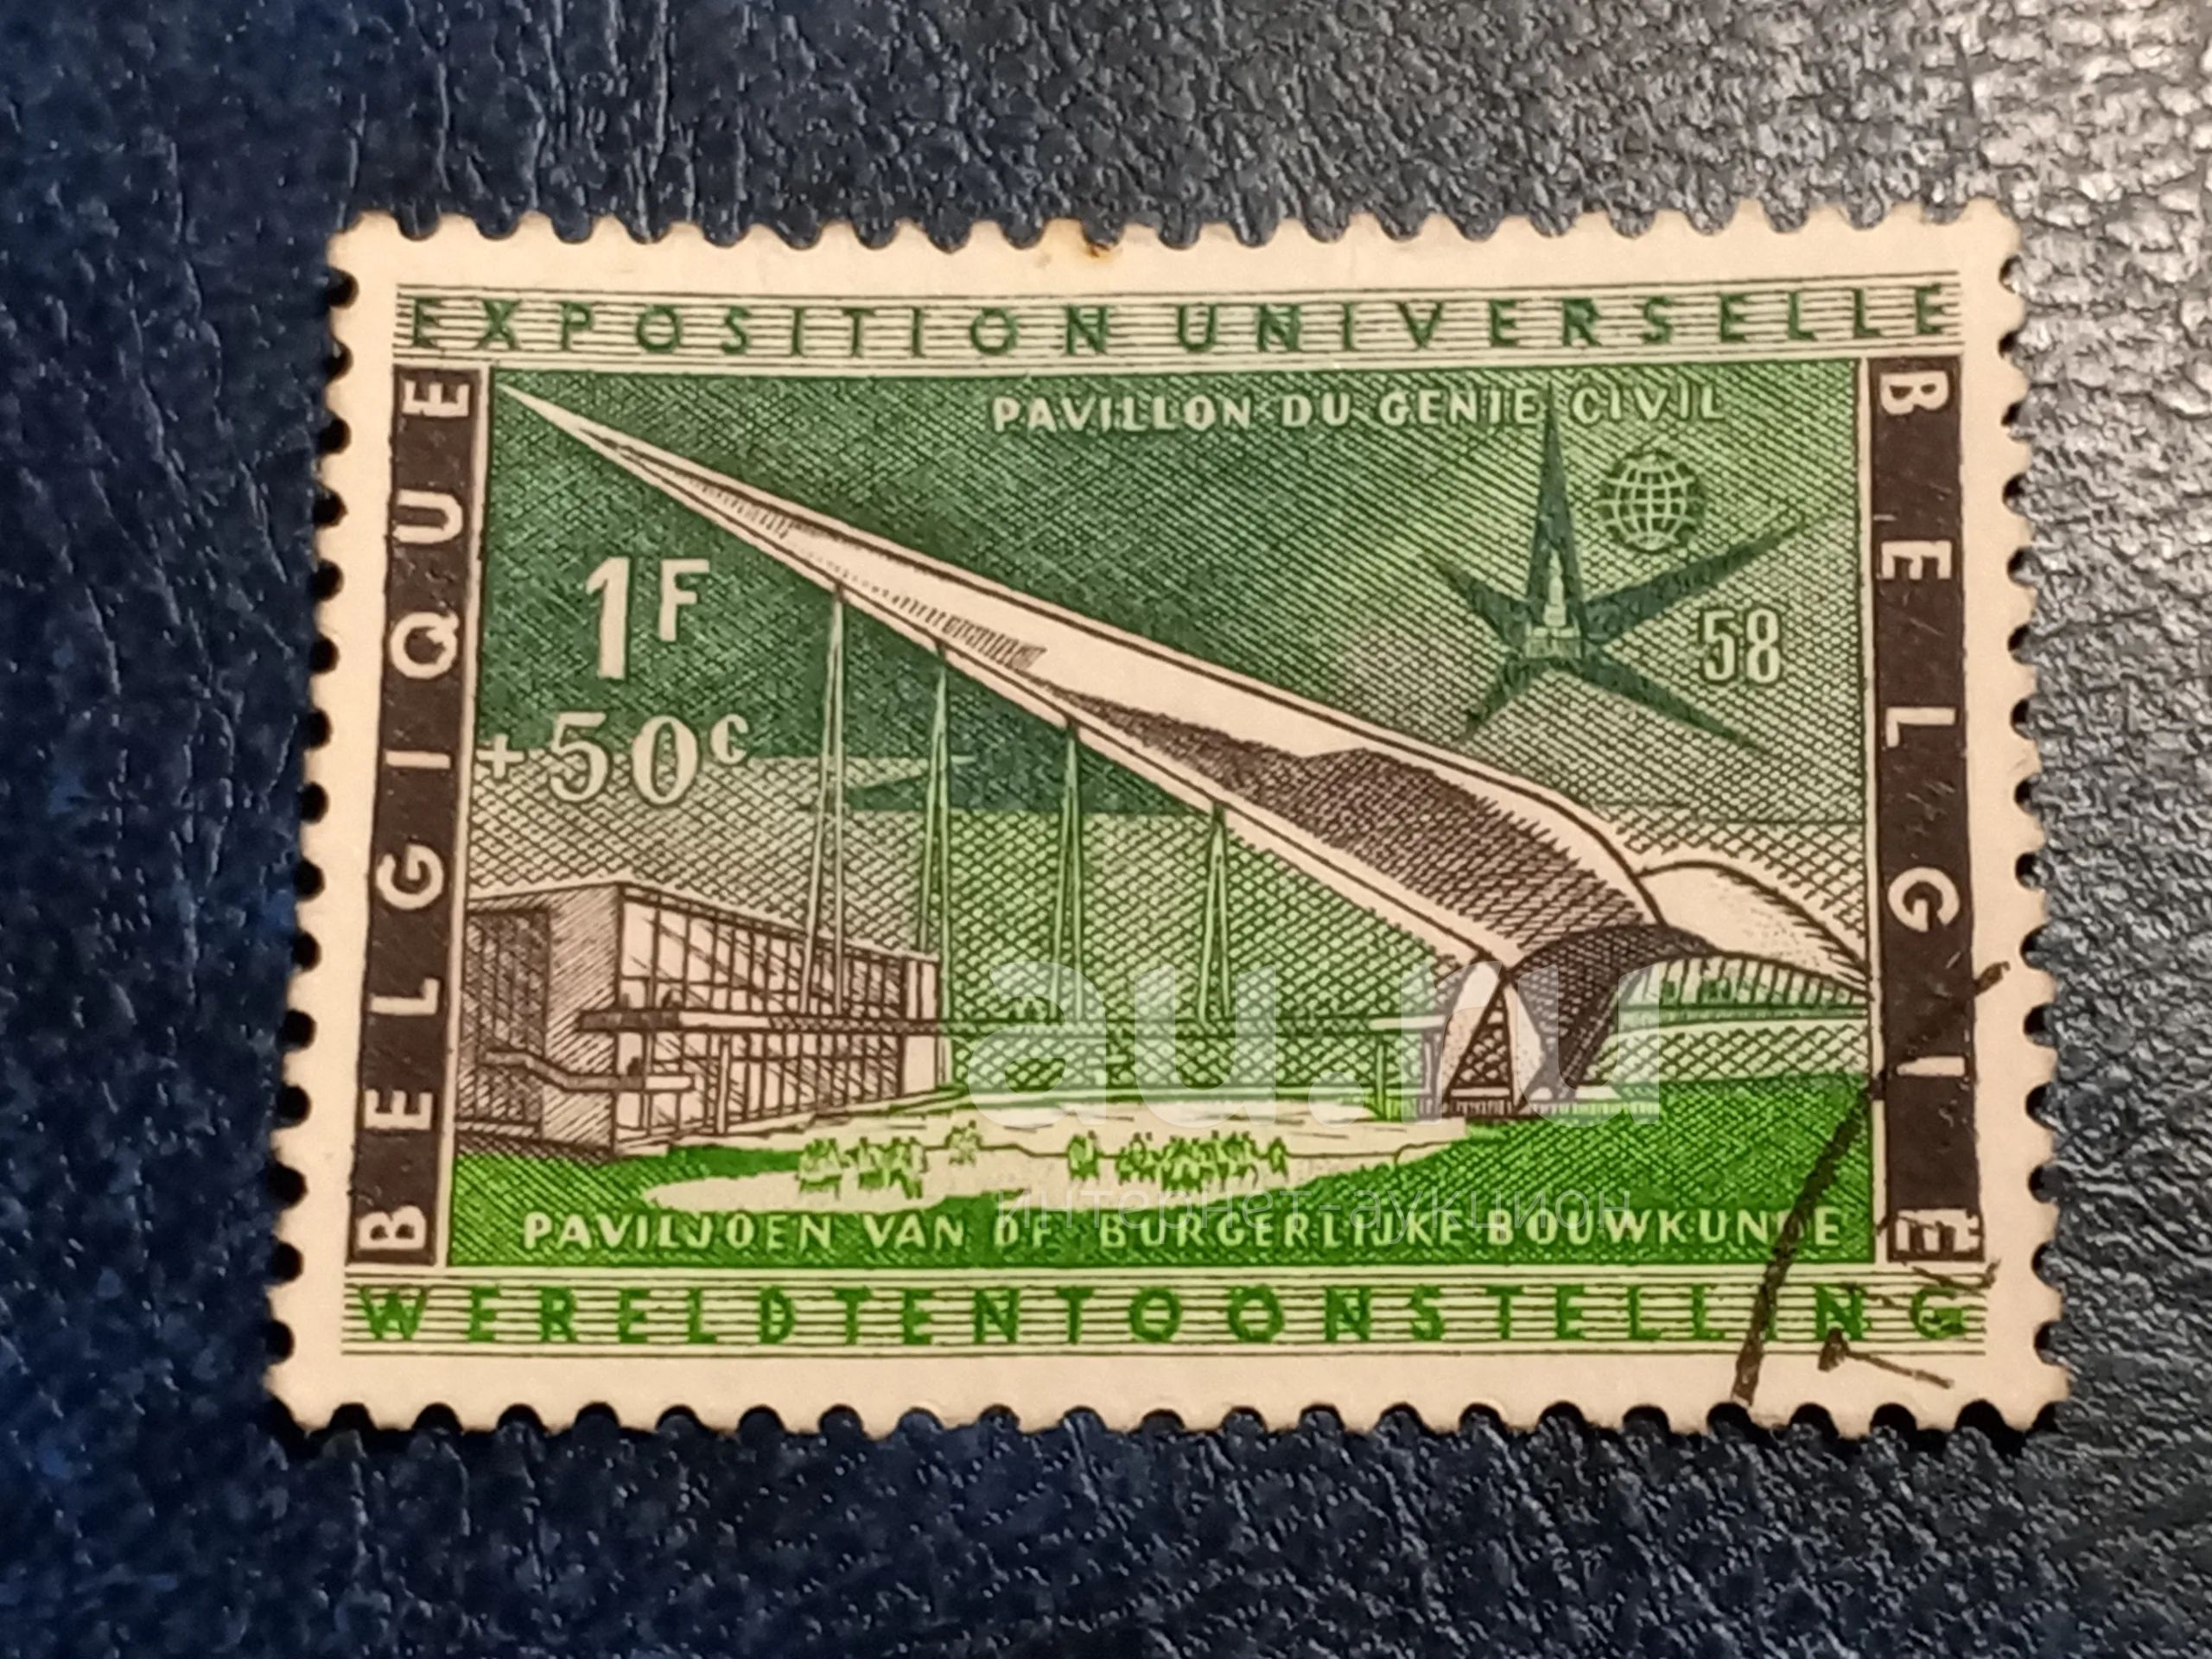 EXPOSITION UNIVERSELLE
PAVILLON DU GENIE CIVIL
BELGIQUE
BELGIE
1F
+50c
58
au.ru
интернет-аукцион
PAVILJOEN VAN DE BURGERLIJKE BOUWKUNDE
WERELDTENTOONSTELLING